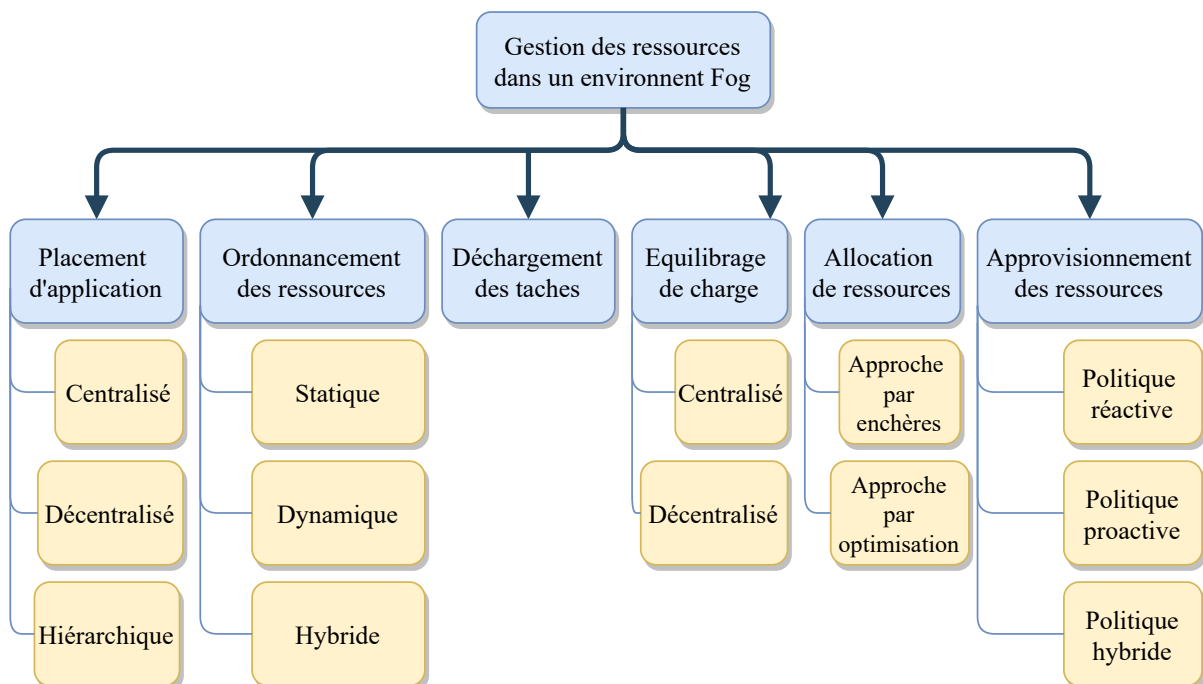 Gestion des ressources
dans un environnent Fog
Placement
d'application
Ordonnancement
des ressources
Déchargement
des taches
Equilibrage
de charge
Allocation
de ressources
Approvisionnement
des ressources
Centralisé
Statique
Centralisé
Approche
par
enchères
Politique
réactive
Décentralisé
Dynamique
Décentralisé
Approche
par
optimisation
Politique
proactive
Hiérarchique
Hybride
Politique
hybride